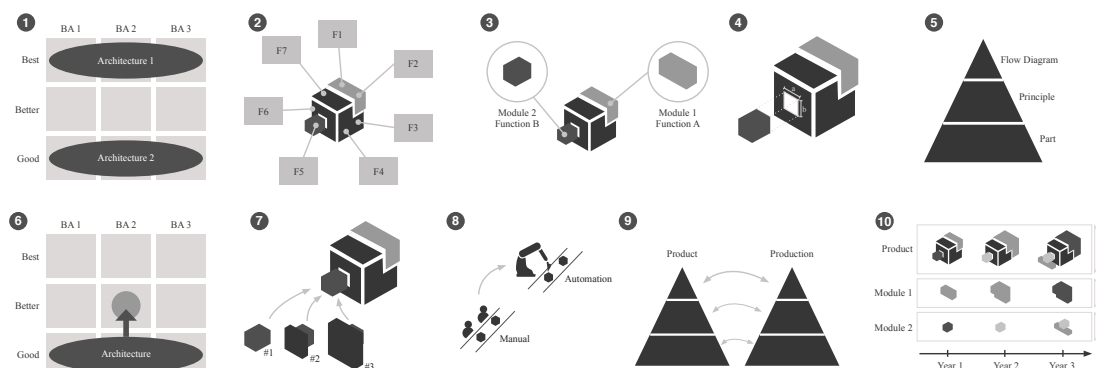 1
BA 1 BA 2 BA 3
Best
Architecture 1
Better
Good
Architecture 2
2
F1
F7
F2
F6
F3
F5
F4
3
Module 2
Function B
Module 1
Function A
4
a
b
5
Flow Diagram
Principle
Part
6
BA 1 BA 2 BA 3
Best
Better
Good
Architecture
7
#1
#2
#3
8
Automation
Manual
9
Product
Production
10
Product
Module 1
Module 2
Year 1 Year 2 Year 3